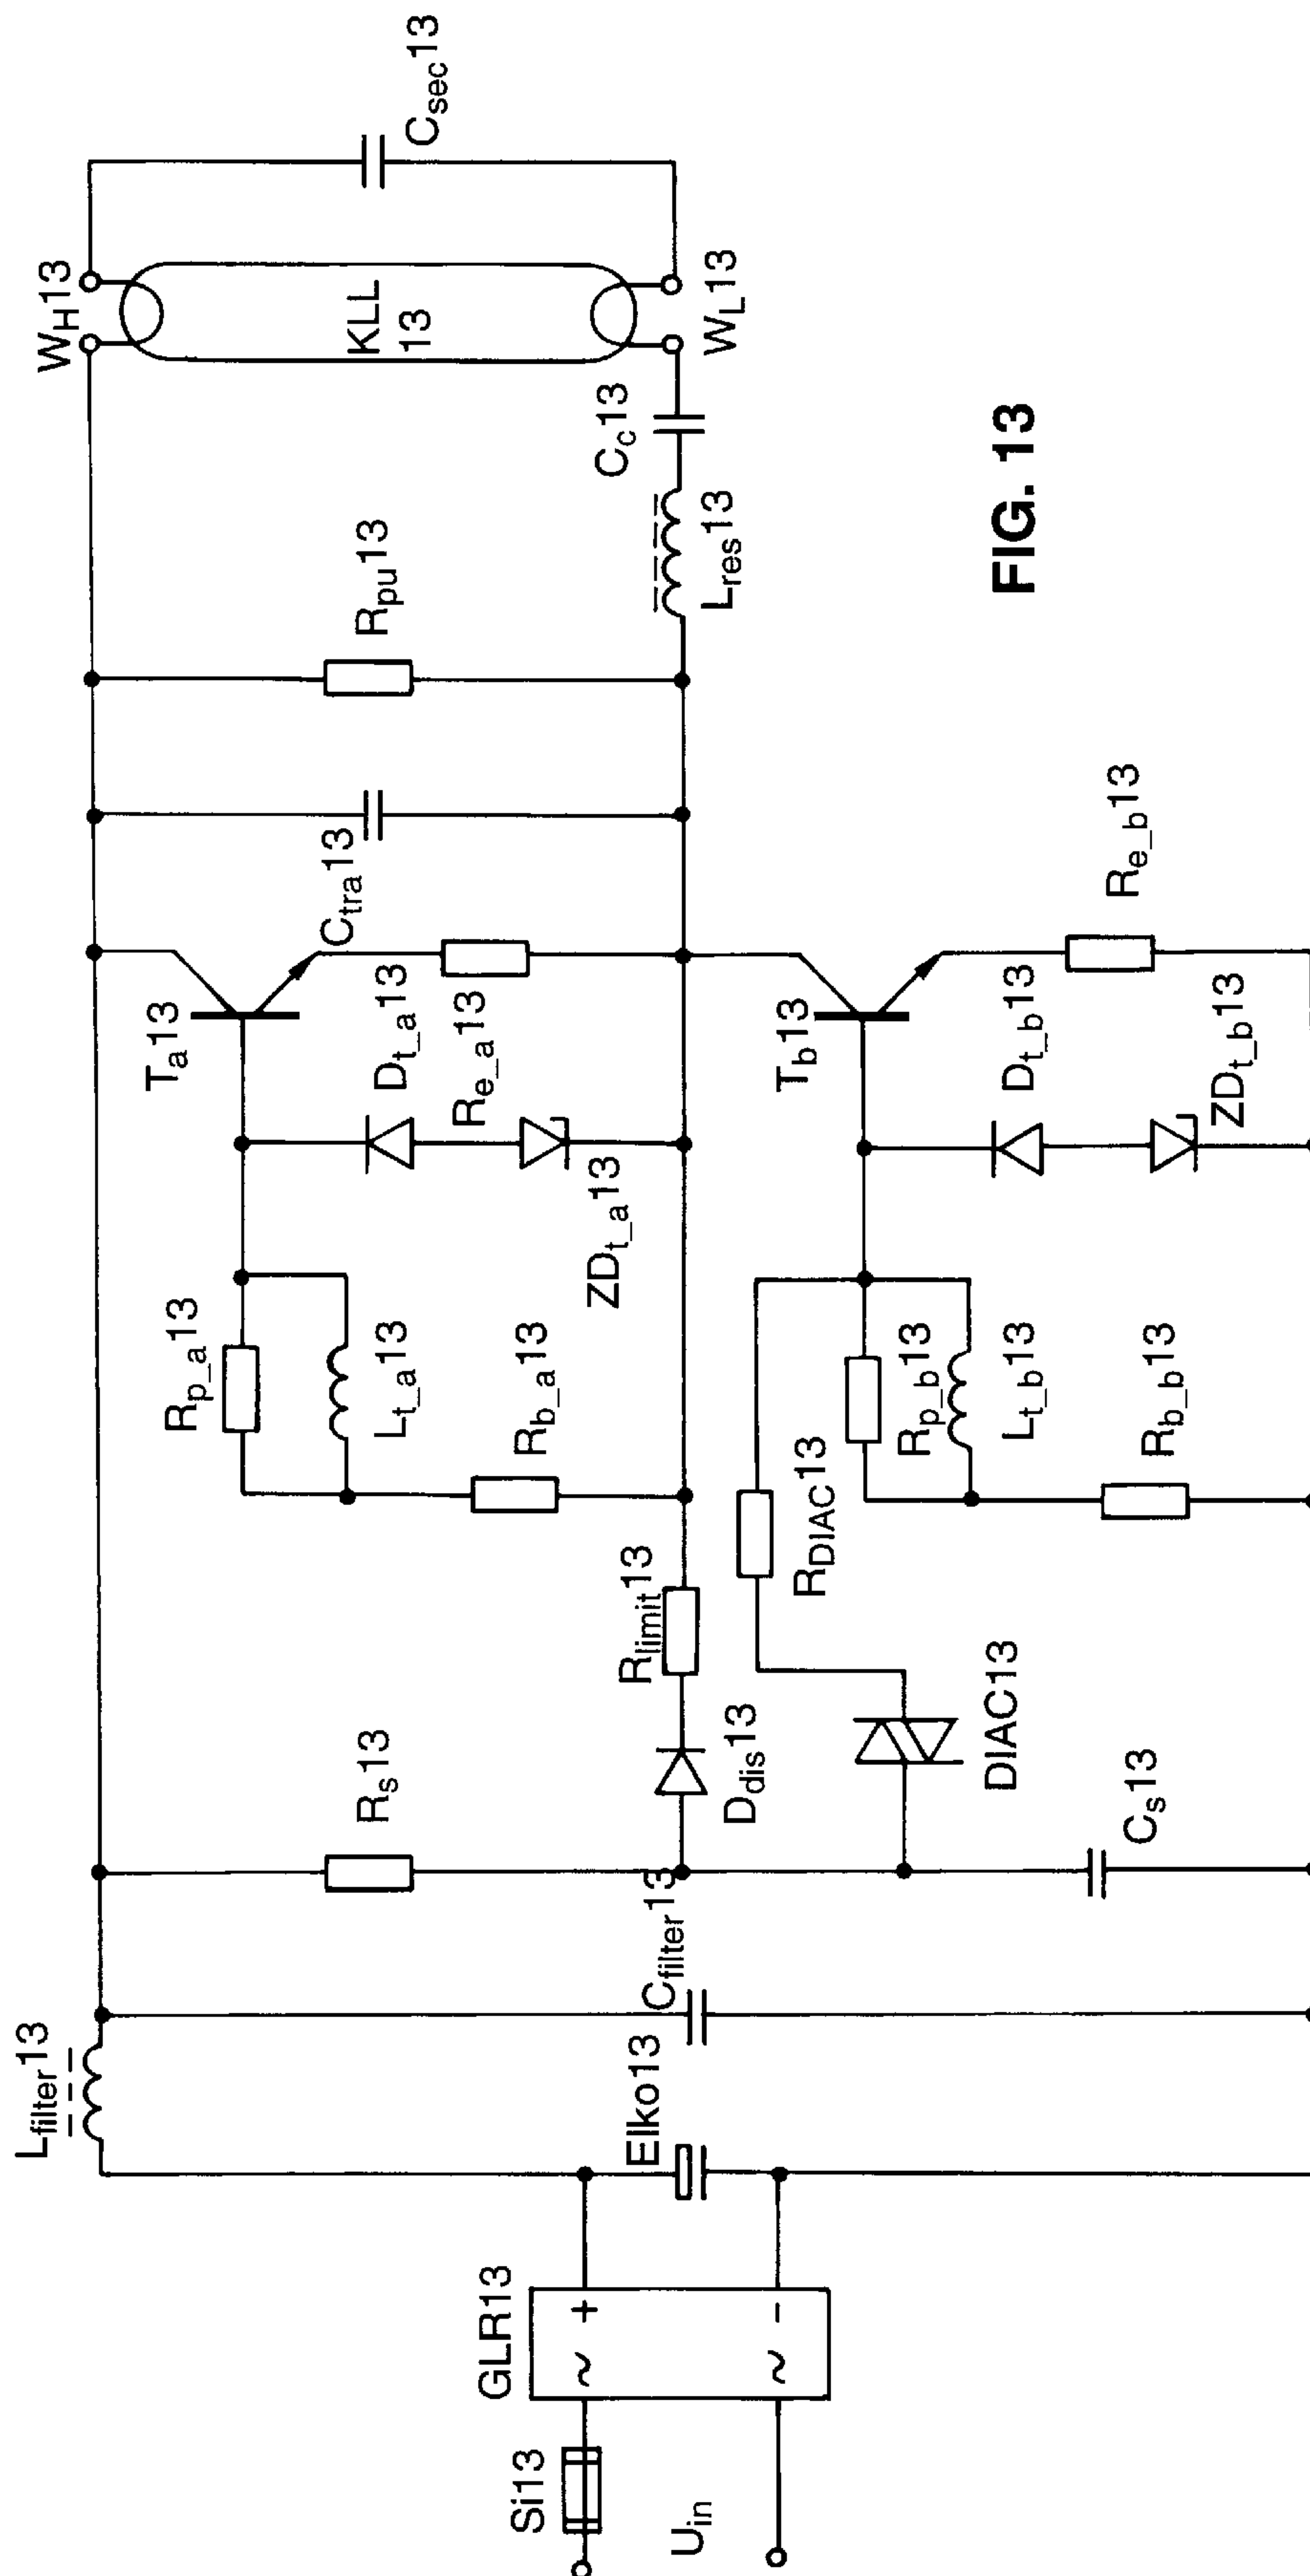 Si13
U_in
GLR13
~ +
~ -
L_filter13
Elko13
C_filter13
R_s13
D_dis13
R_limit13
DIAC13
C_s13
R_DIAC13
R_p_a13
L_t_a13
R_b_a13
R_p_b13
L_t_b13
R_b_b13
T_a13
D_t_a13
R_e_a13
ZD_t_a13
C_tra13
T_b13
D_t_b13
ZD_t_b13
R_e_b13
R_pu13
L_res13
C_c13
W_H13
KLL
13
W_L13
C_sec13
FIG. 13